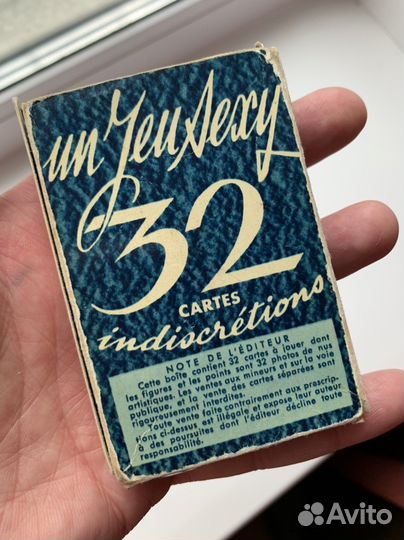 un Jeu Sexy
32
CARTES
indiscrétions
NOTE DE L'ÉDITEUR
Cette boîte contient 32 cartes à jouer dont
les figures et les points sont 32 photos de nus
artistiques. Les ventes aux mineurs et sur la voie
publique, et la vente des cartes séparées sont
rigoureusement interdites.
Toute vente faite contrairement aux prescrip-
tions ci-dessus est illégale et expose leur auteur
à des poursuites dont l'éditeur décline toute
responsabilité.
Avito